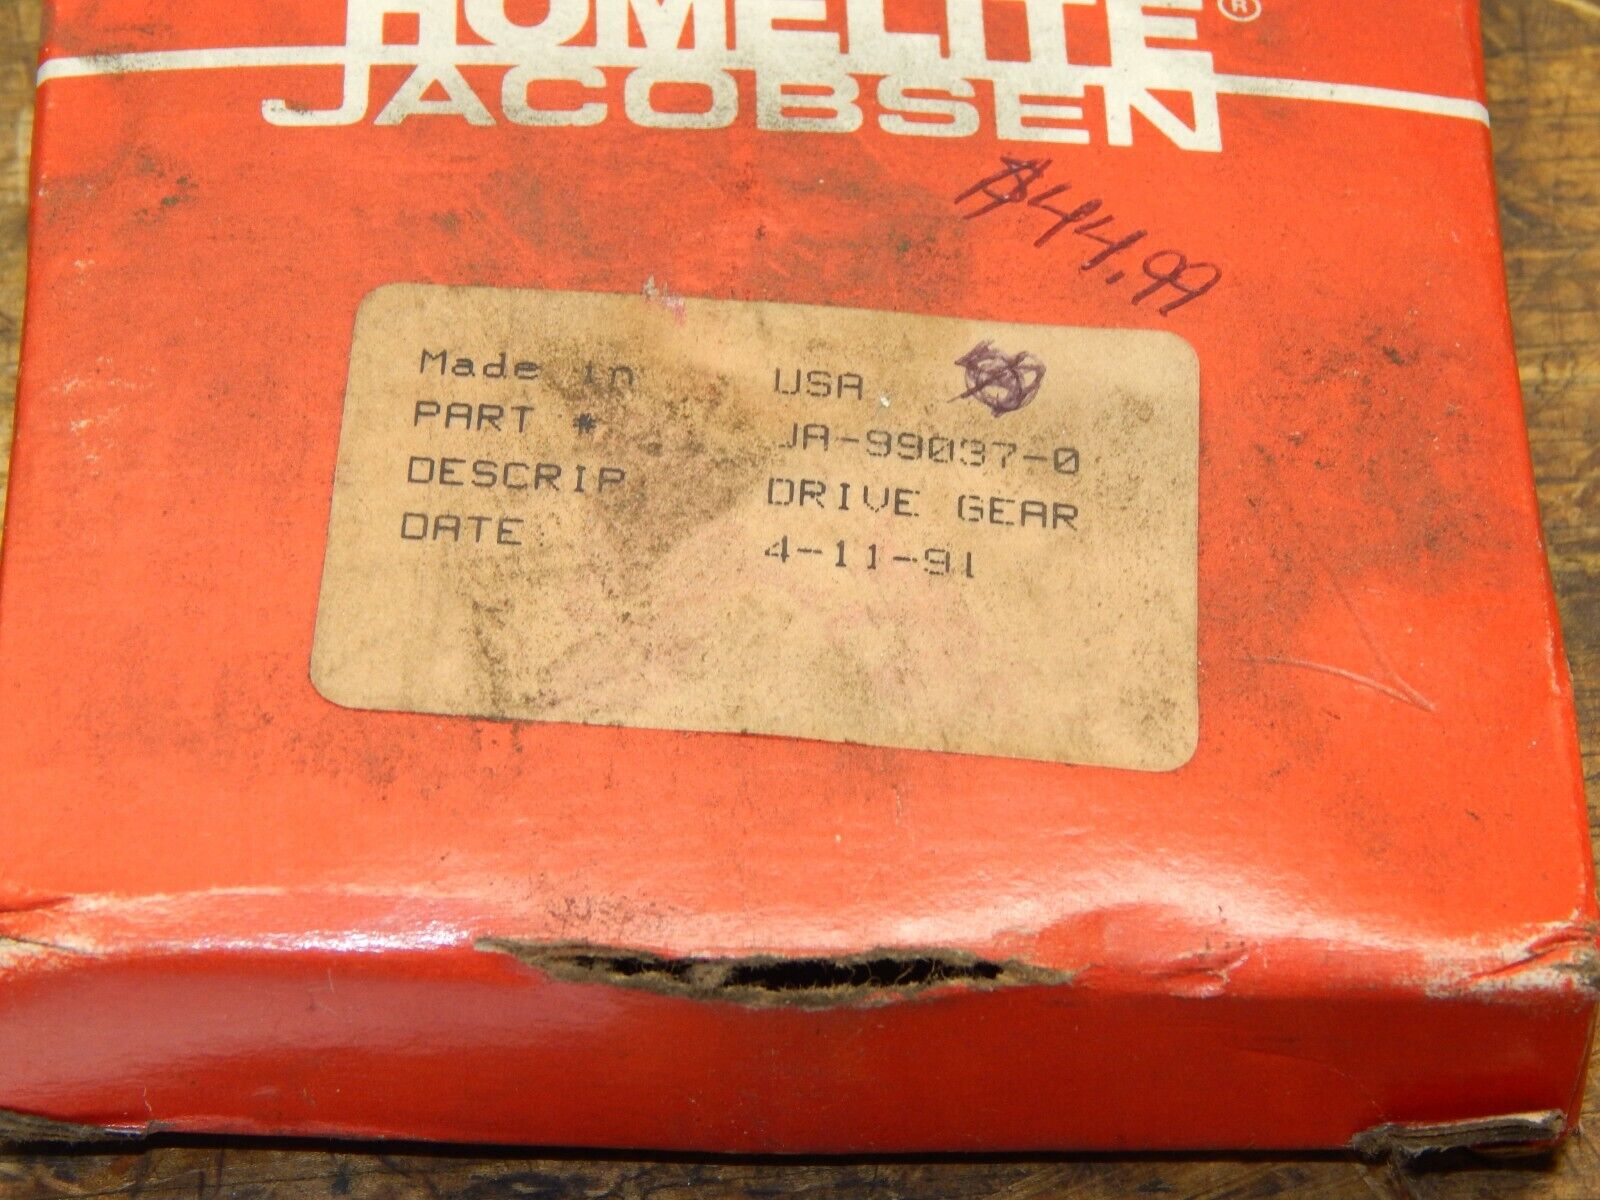 HOMELITE®
JACOBSEN
$44.99
Made in USA
PART # JA-99037-0
DESCRIP DRIVE GEAR
DATE 4-11-91